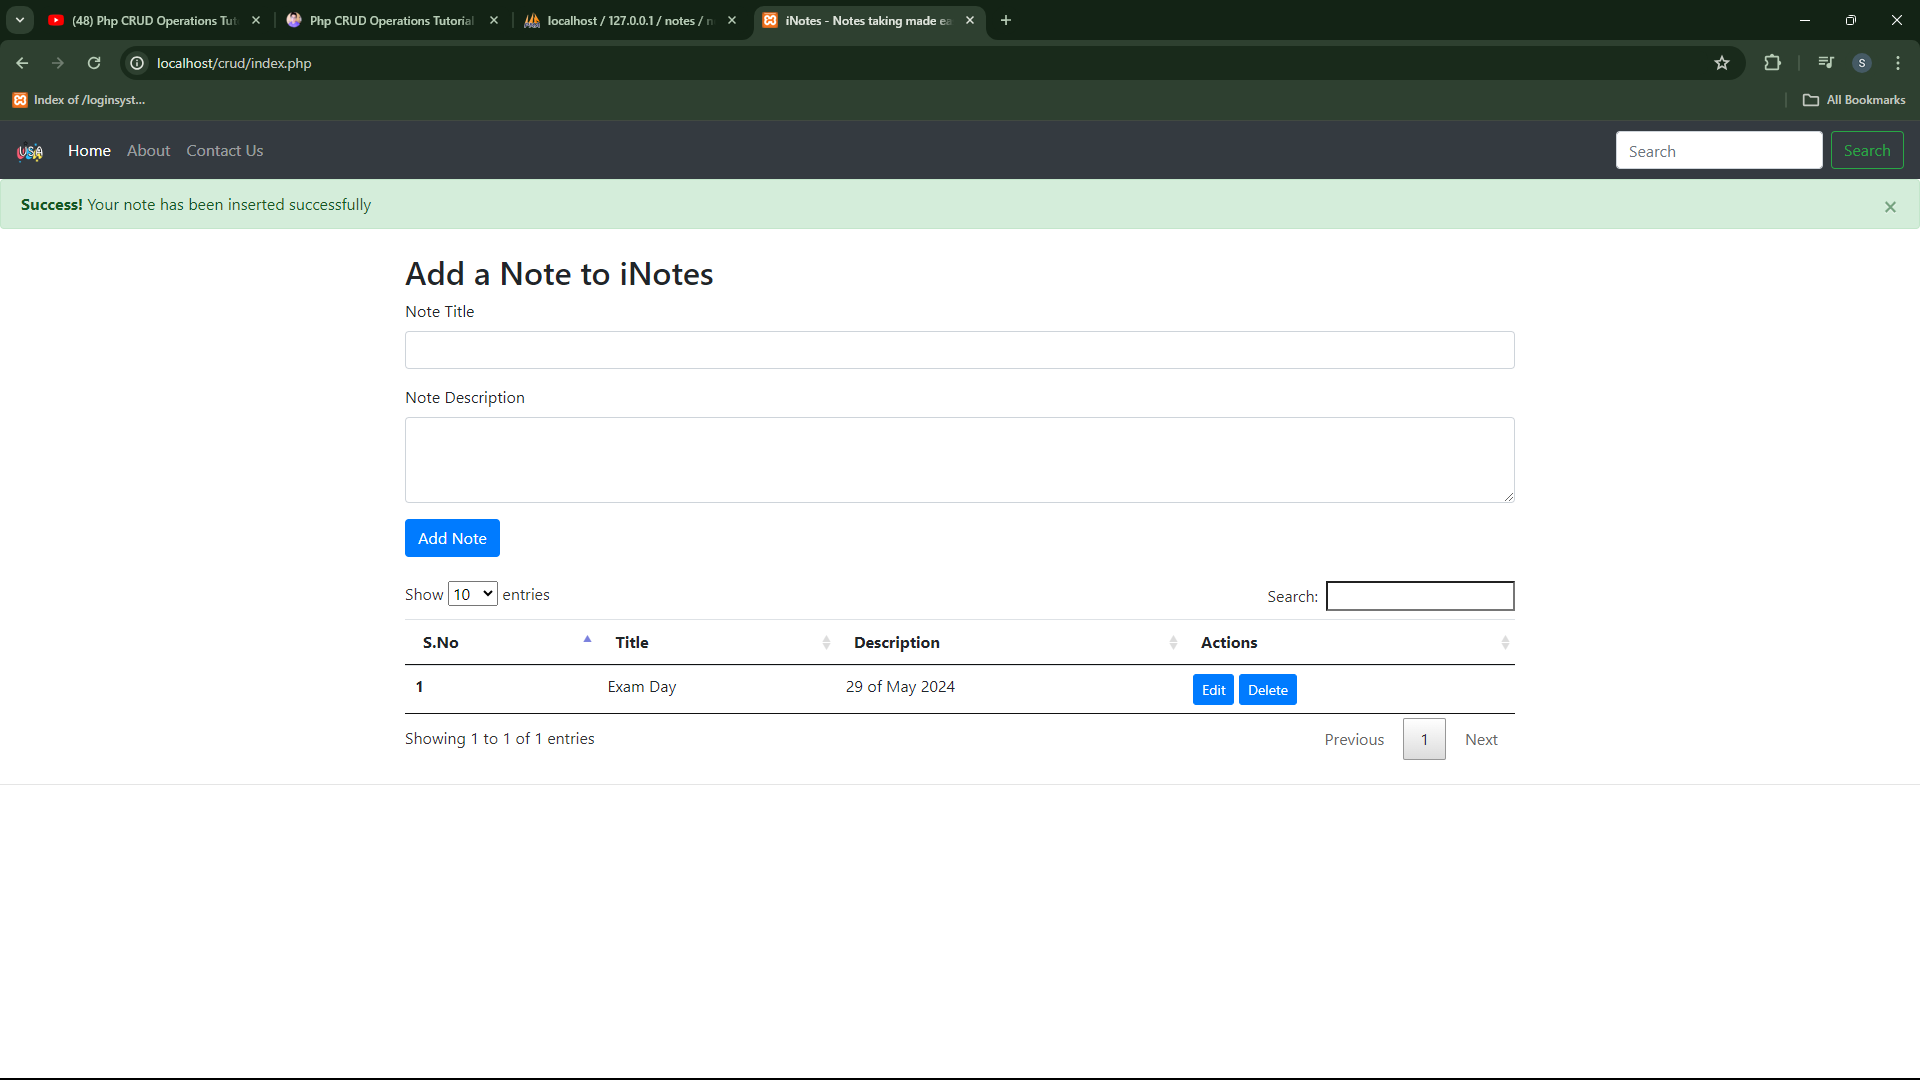 (48) Php CRUD Operations Tut
Php CRUD Operations Tutorial
localhost / 127.0.0.1 / notes / n
iNotes - Notes taking made ea
localhost/crud/index.php
S
Index of /loginsyst...
All Bookmarks
USA
Home About Contact Us
Search
Search
Success! Your note has been inserted successfully
Add a Note to iNotes
Note Title
Note Description
Add Note
Show 10 entries
Search:
S.No Title Description Actions
1 Exam Day 29 of May 2024 Edit Delete
Showing 1 to 1 of 1 entries
Previous 1 Next